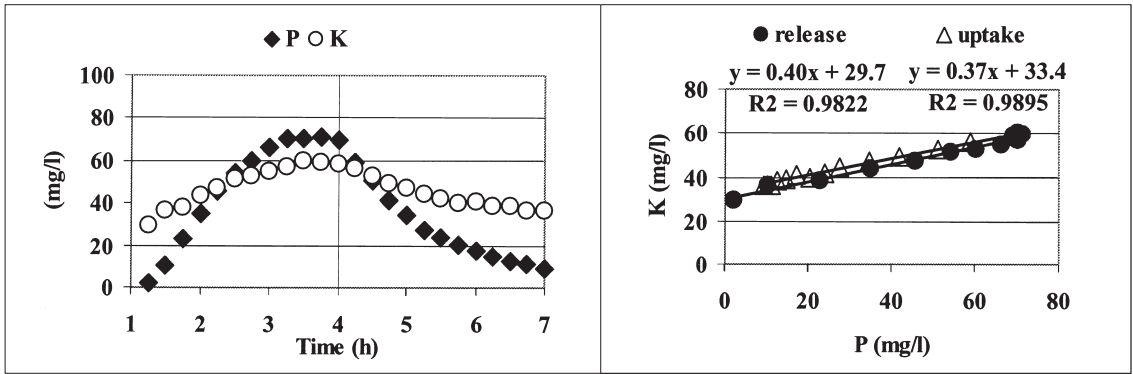 P K
100
80
60
40
20
0
(mg/l)
1 2 3 4 5 6 7
Time (h)
release uptake
y = 0.40x + 29.7 y = 0.37x + 33.4
R2 = 0.9822 R2 = 0.9895
80
60
40
20
0
K (mg/l)
0 20 40 60 80
P (mg/l)